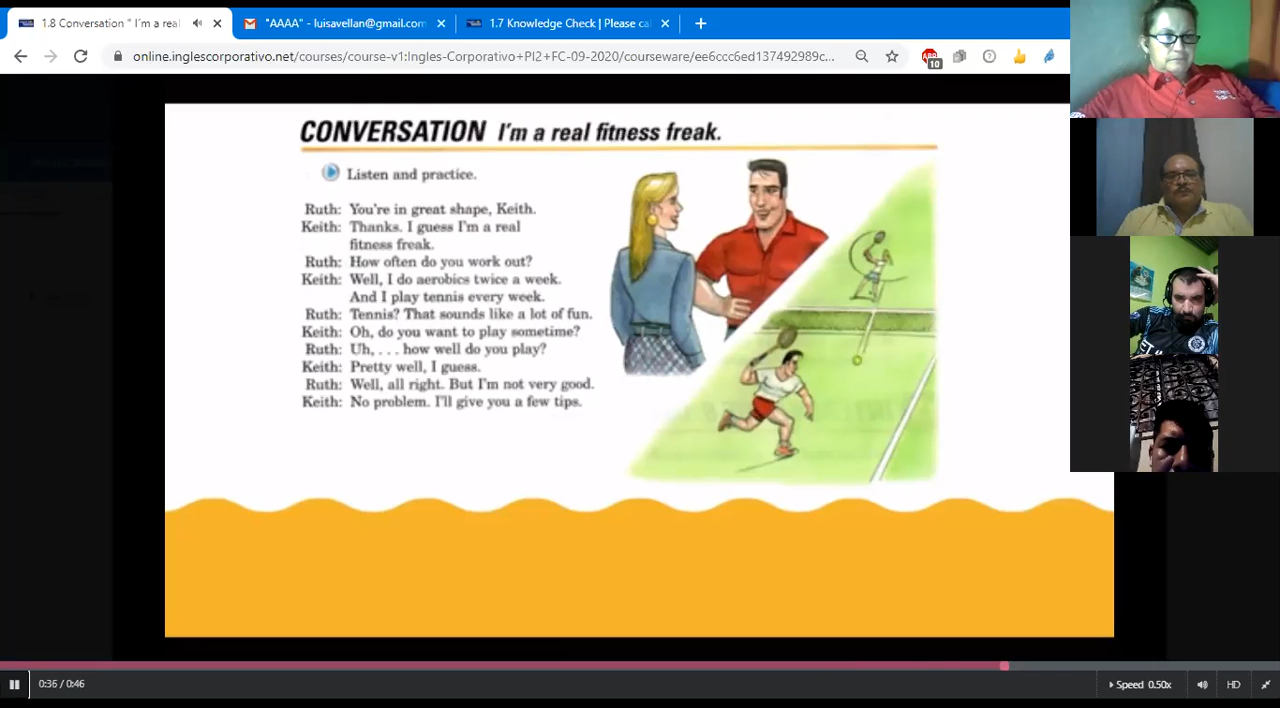 1.8 Conversation " I´m a real
"AAAA" - luisavellan@gmail.com
1.7 Knowledge Check | Please ca
online.inglescorporativo.net/courses/course-v1:Ingles-Corporativo+PI2+FC-09-2020/courseware/ee6ccc6ed137492989c...
10
CONVERSATION I'm a real fitness freak.
Listen and practice.
Ruth: You're in great shape, Keith.
Keith: Thanks. I guess I'm a real
fitness freak.
Ruth: How often do you work out?
Keith: Well, I do aerobics twice a week.
And I play tennis every week.
Ruth: Tennis? That sounds like a lot of fun.
Keith: Oh, do you want to play sometime?
Ruth: Uh, . . . how well do you play?
Keith: Pretty well, I guess.
Ruth: Well, all right. But I'm not very good.
Keith: No problem. I'll give you a few tips.
0:36 / 0:46
Speed 0.50x
HD